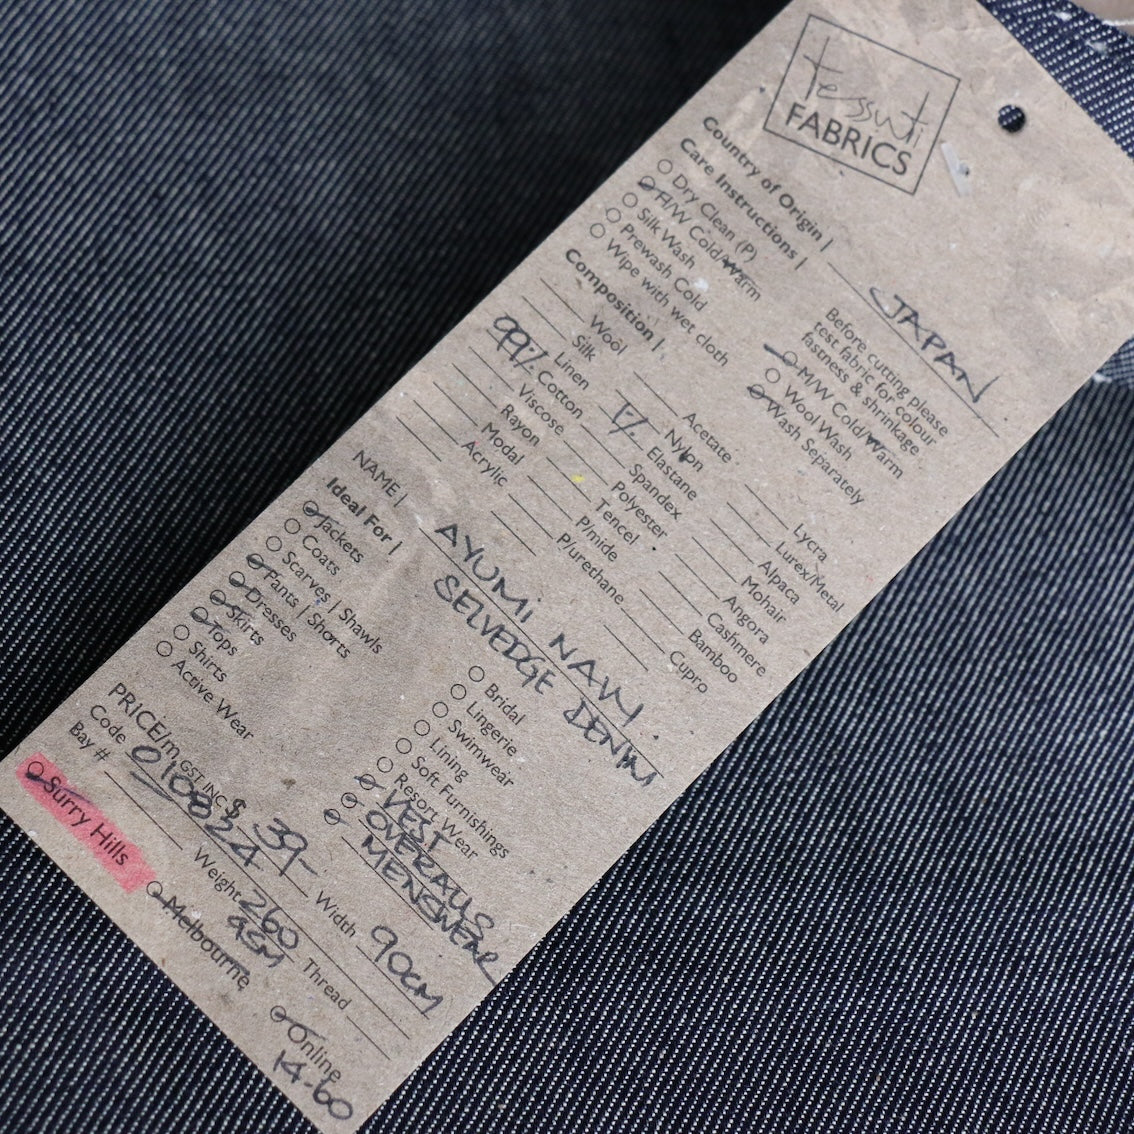 tessuti
FABRICS
Country of Origin | JAPAN
Care Instructions |
Dry Clean (P)
H/W Cold/Warm
Silk Wash
Prewash Cold
Wipe with wet cloth
Before cutting please
test fabric for colour
fastness & shrinkage
M/W Cold/Warm
Wool Wash
Wash Separately
Composition |
Wool
Silk
Linen
99% Cotton
Viscose
Rayon
Modal
Acrylic
Acetate
Nylon
1% Elastane
Spandex
Polyester
Tencel
P/mide
P/urethane
Lycra
Lurex/Metal
Alpaca
Mohair
Angora
Cashmere
Bamboo
Cupro
NAME | AYUMI NAVY
SELVEDGE DENIM
Ideal For |
Jackets
Coats
Scarves | Shawls
Pants | Shorts
Dresses
Skirts
Tops
Shirts
Active Wear
Bridal
Lingerie
Swimwear
Lining
Soft Furnishings
Resort Wear
VEST
OVERALLS
MENSWEAR
PRICE/m GST INC $ 39- Width 90cm
Code 010824 Weight 260 GSM Thread
Bay #
Surry Hills
Melbourne
Online
14.60